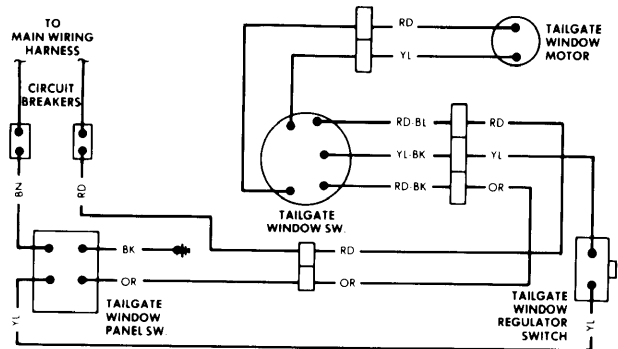 TO
MAIN WIRING
HARNESS
CIRCUIT
BREAKERS
RD
YL
TAILGATE
WINDOW
MOTOR
RD-BL
RD
YL-BK
YL
RD-BK
OR
TAILGATE
WINDOW SW.
BN
RD
BK
RD
OR
OR
YL
TAILGATE
WINDOW
PANEL SW.
TAILGATE
WINDOW
REGULATOR
SWITCH
YL